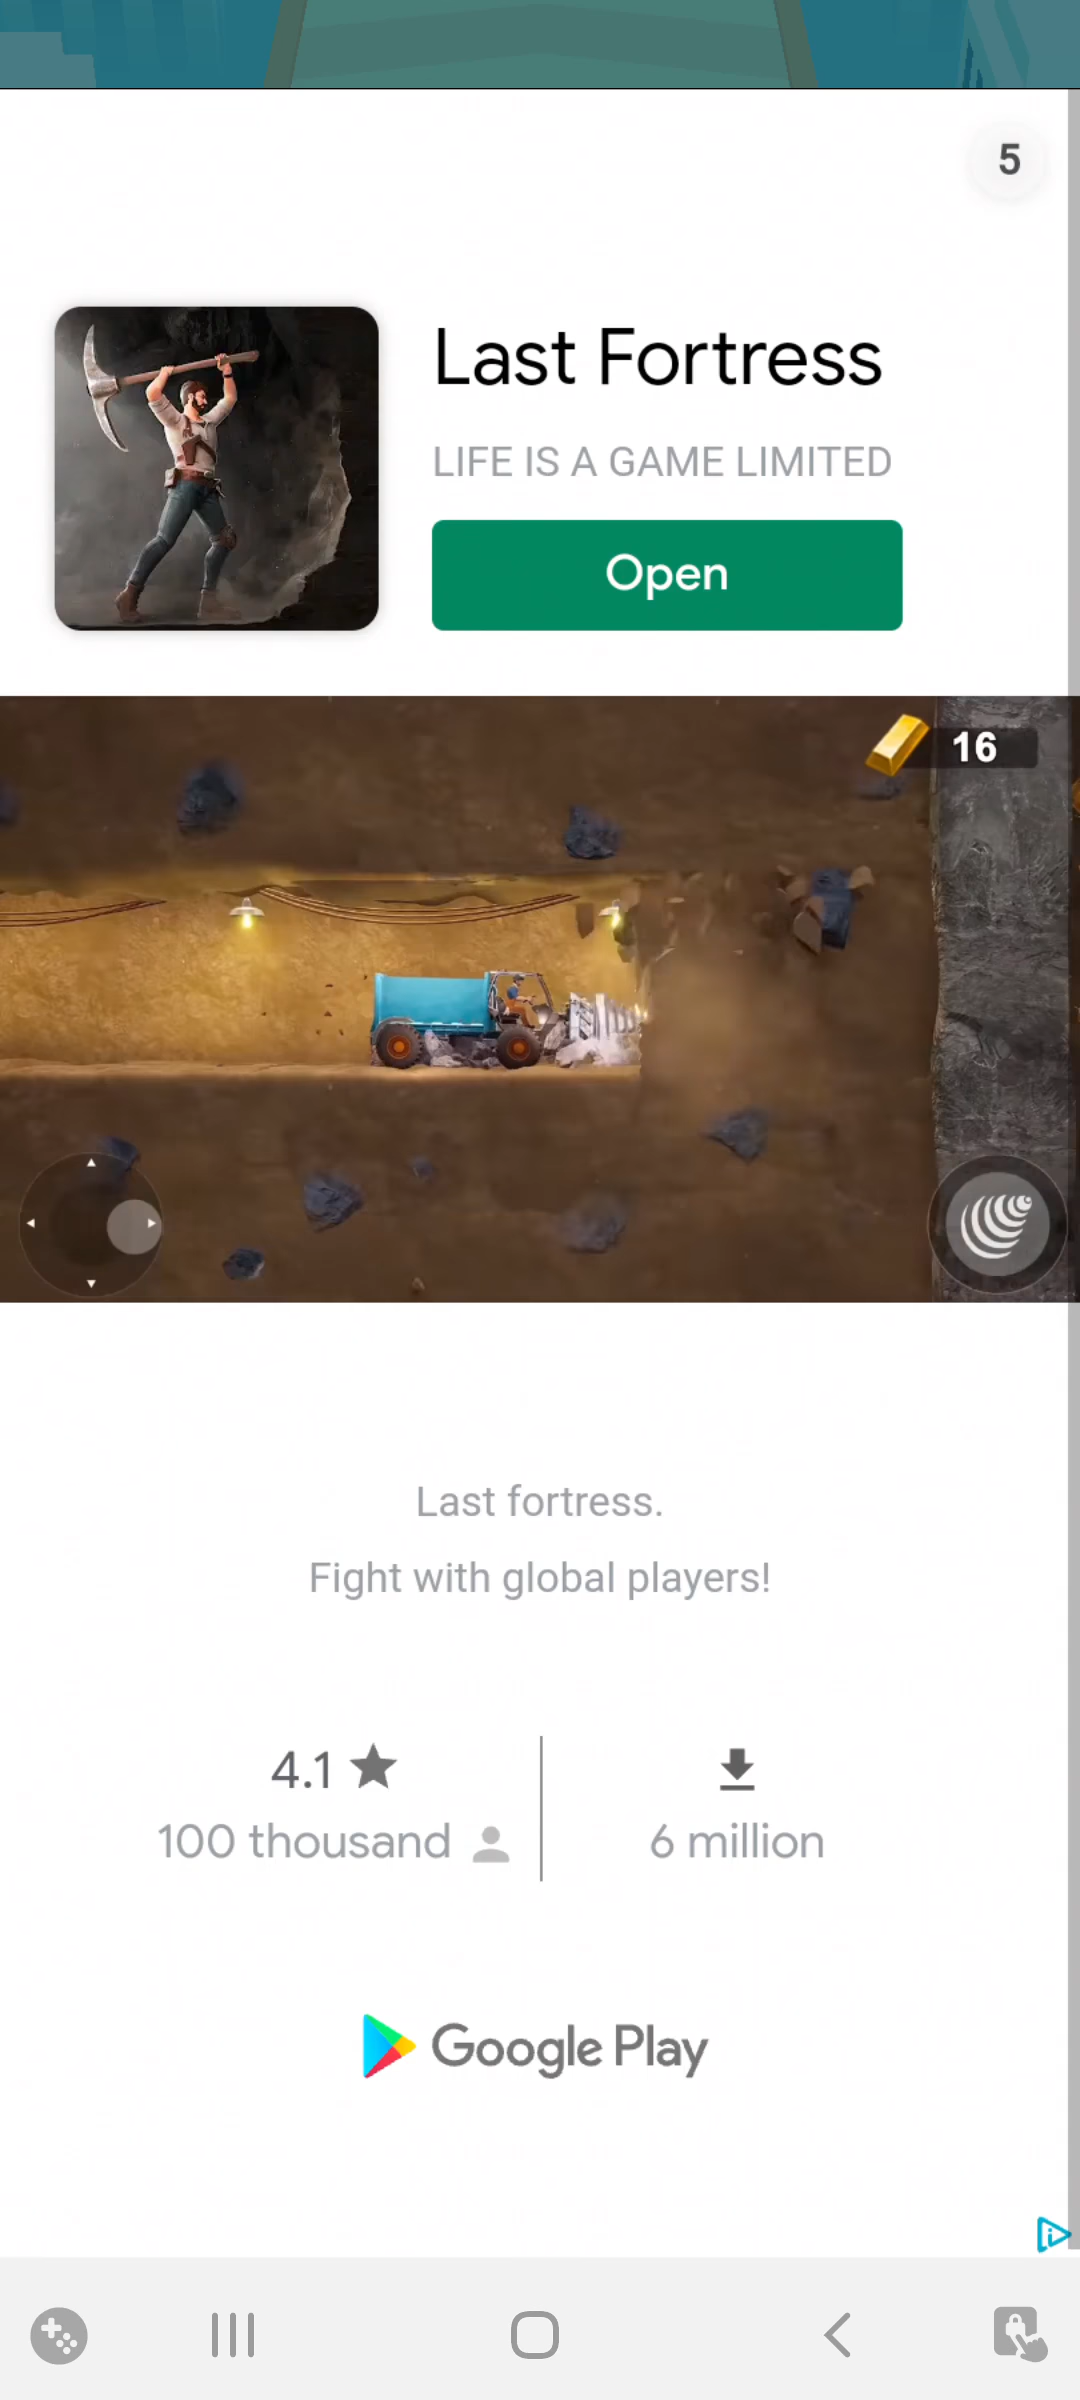 5
Last Fortress
LIFE IS A GAME LIMITED
Open
16
Last fortress.
Fight with global players!
4.1
100 thousand
6 million
Google Play